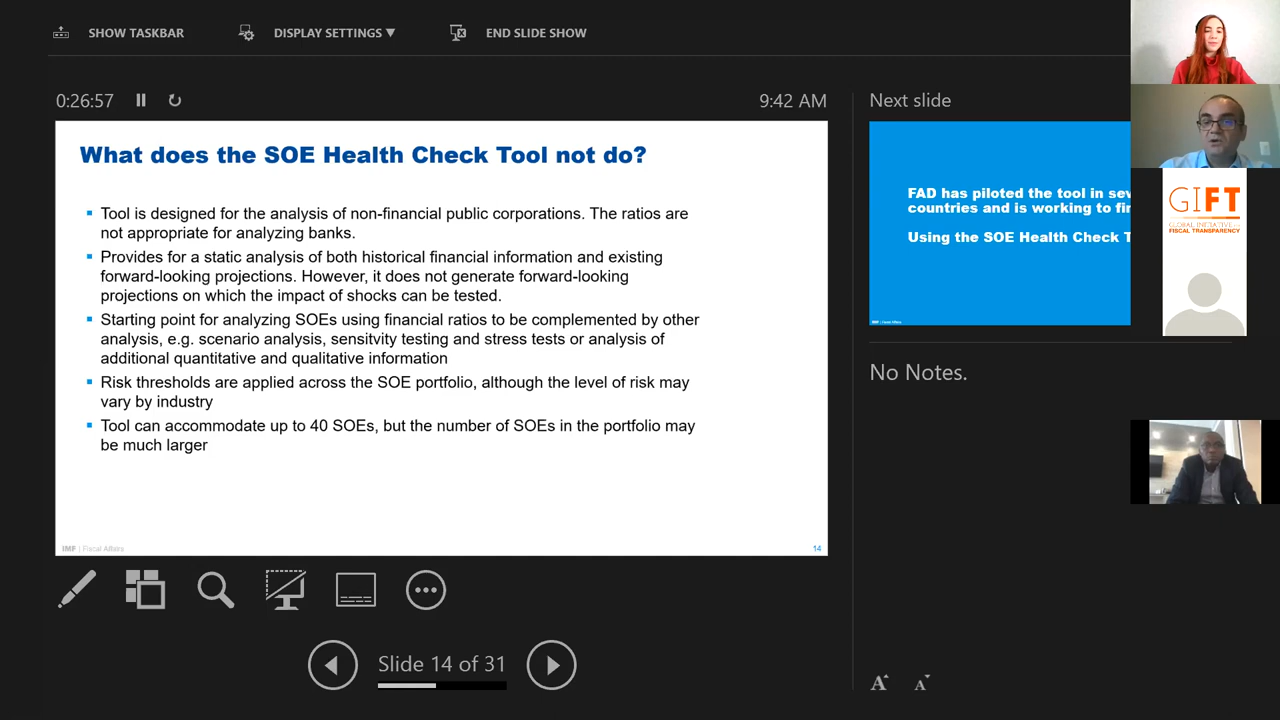 SHOW TASKBAR
DISPLAY SETTINGS ▼
END SLIDE SHOW
0:26:57
9:42 AM
What does the SOE Health Check Tool not do?
Tool is designed for the analysis of non-financial public corporations. The ratios are
not appropriate for analyzing banks.
Provides for a static analysis of both historical financial information and existing
forward-looking projections. However, it does not generate forward-looking
projections on which the impact of shocks can be tested.
Starting point for analyzing SOEs using financial ratios to be complemented by other
analysis, e.g. scenario analysis, sensitvity testing and stress tests or analysis of
additional quantitative and qualitative information
Risk thresholds are applied across the SOE portfolio, although the level of risk may
vary by industry
Tool can accommodate up to 40 SOEs, but the number of SOEs in the portfolio may
be much larger
IMF | Fiscal Affairs
14
Slide 14 of 31
Next slide
FAD has piloted the tool in sev
countries and is working to fin
Using the SOE Health Check T
IMF | Fiscal Affairs
No Notes.
A
A
GIFT
GLOBAL INITIATIVE
FISCAL TRANSPARENCY